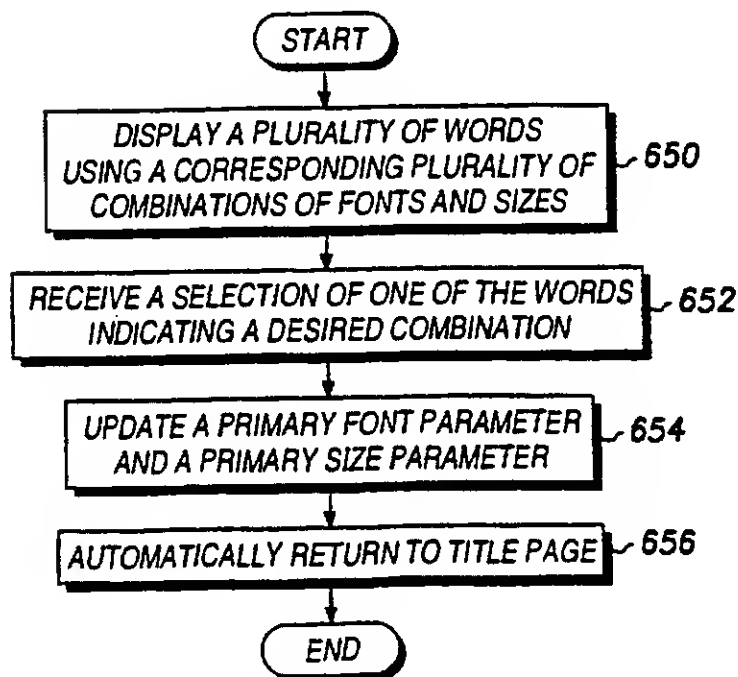 START
DISPLAY A PLURALITY OF WORDS
USING A CORRESPONDING PLURALITY OF
COMBINATIONS OF FONTS AND SIZES
650
RECEIVE A SELECTION OF ONE OF THE WORDS
INDICATING A DESIRED COMBINATION
652
UPDATE A PRIMARY FONT PARAMETER
AND A PRIMARY SIZE PARAMETER
654
AUTOMATICALLY RETURN TO TITLE PAGE
656
END